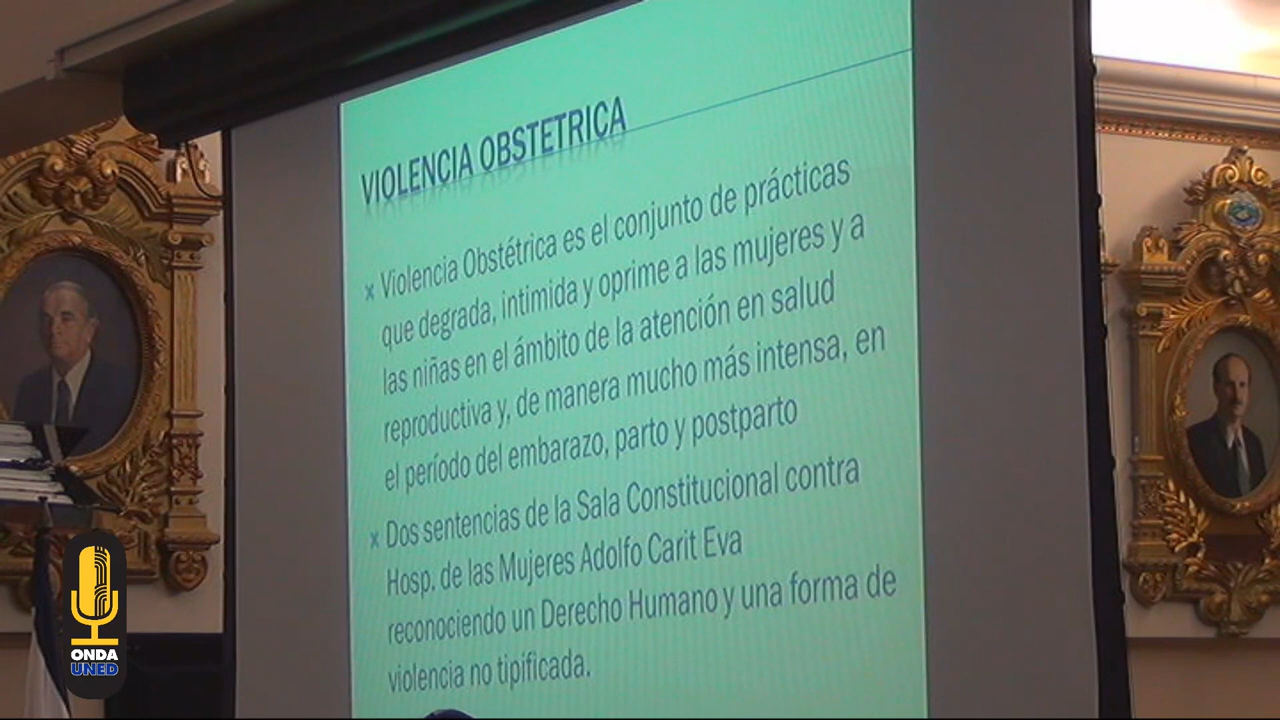 VIOLENCIA OBSTETRICA
× Violencia Obstétrica es el conjunto de prácticas
que degrada, intimida y oprime a las mujeres y a
las niñas en el ámbito de la atención en salud
reproductiva y, de manera mucho más intensa, en
el período del embarazo, parto y postparto
× Dos sentencias de la Sala Constitucional contra
Hosp. de las Mujeres Adolfo Carit Eva
reconociendo un Derecho Humano y una forma de
violencia no tipificada.
ONDA
UNED